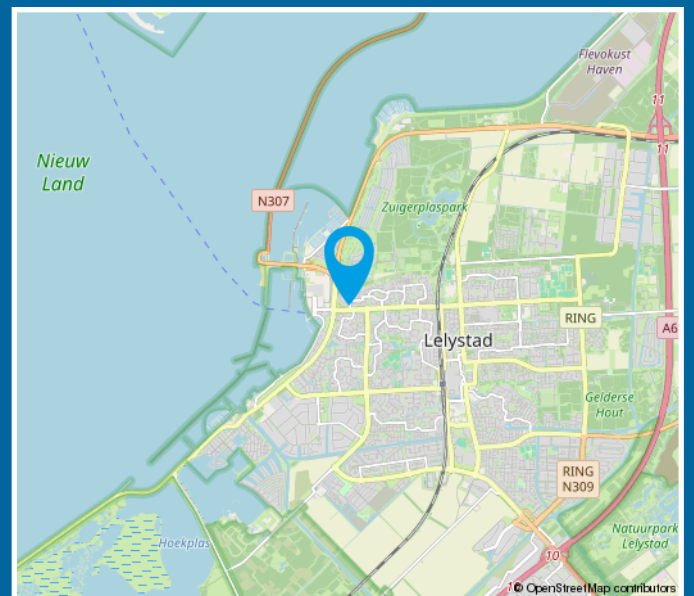 Flevokust
Haven
11
11
Nieuw
Land
N307
Zuigerplaspark
RING
A6
Lelystad
Gelderse
Hout
RING
N309
Natuurpark
Lelystad
Hoekplas
10
© OpenStreetMap contributors